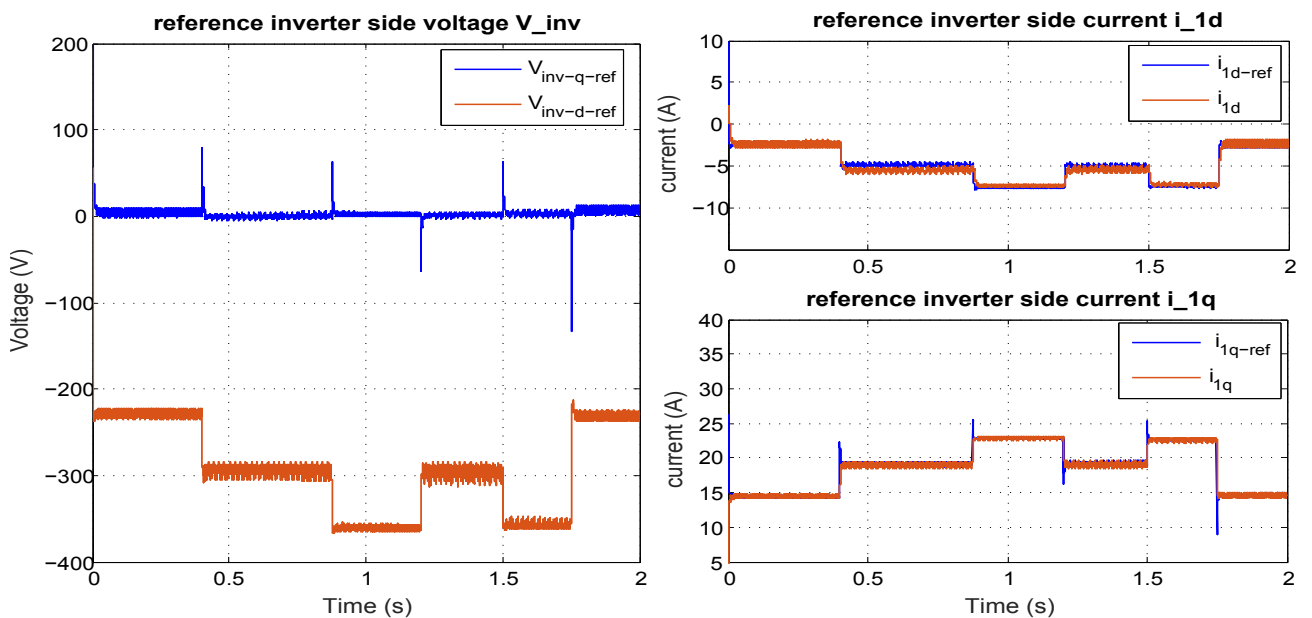 reference inverter side voltage V_inv
200
100
0
−100
−200
−300
−400
Voltage (V)
V_inv−q−ref
V_inv−d−ref
0
0.5
1
1.5
2
Time (s)
reference inverter side current i_1d
10
5
0
−5
−10
current (A)
i_1d−ref
i_1d
0
0.5
1
1.5
2
reference inverter side current i_1q
40
35
30
25
20
15
10
5
current (A)
i_1q−ref
i_1q
0
0.5
1
1.5
2
Time (s)